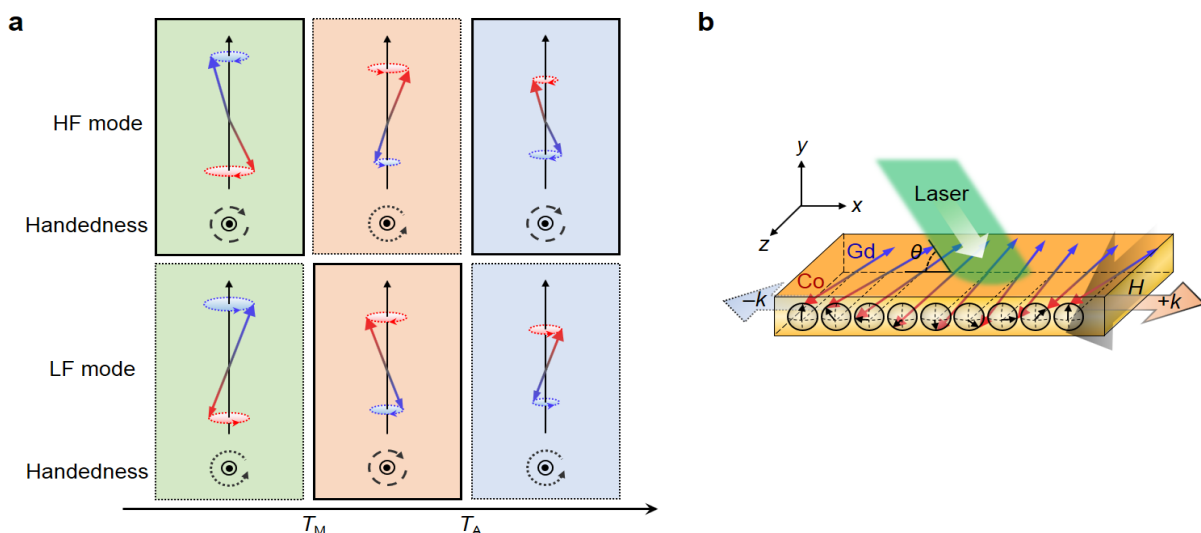 a
HF mode
Handedness
LF mode
Handedness
T_M
T_A
b
y
x
z
Laser
Gd
θ
Co
H
–k
+k